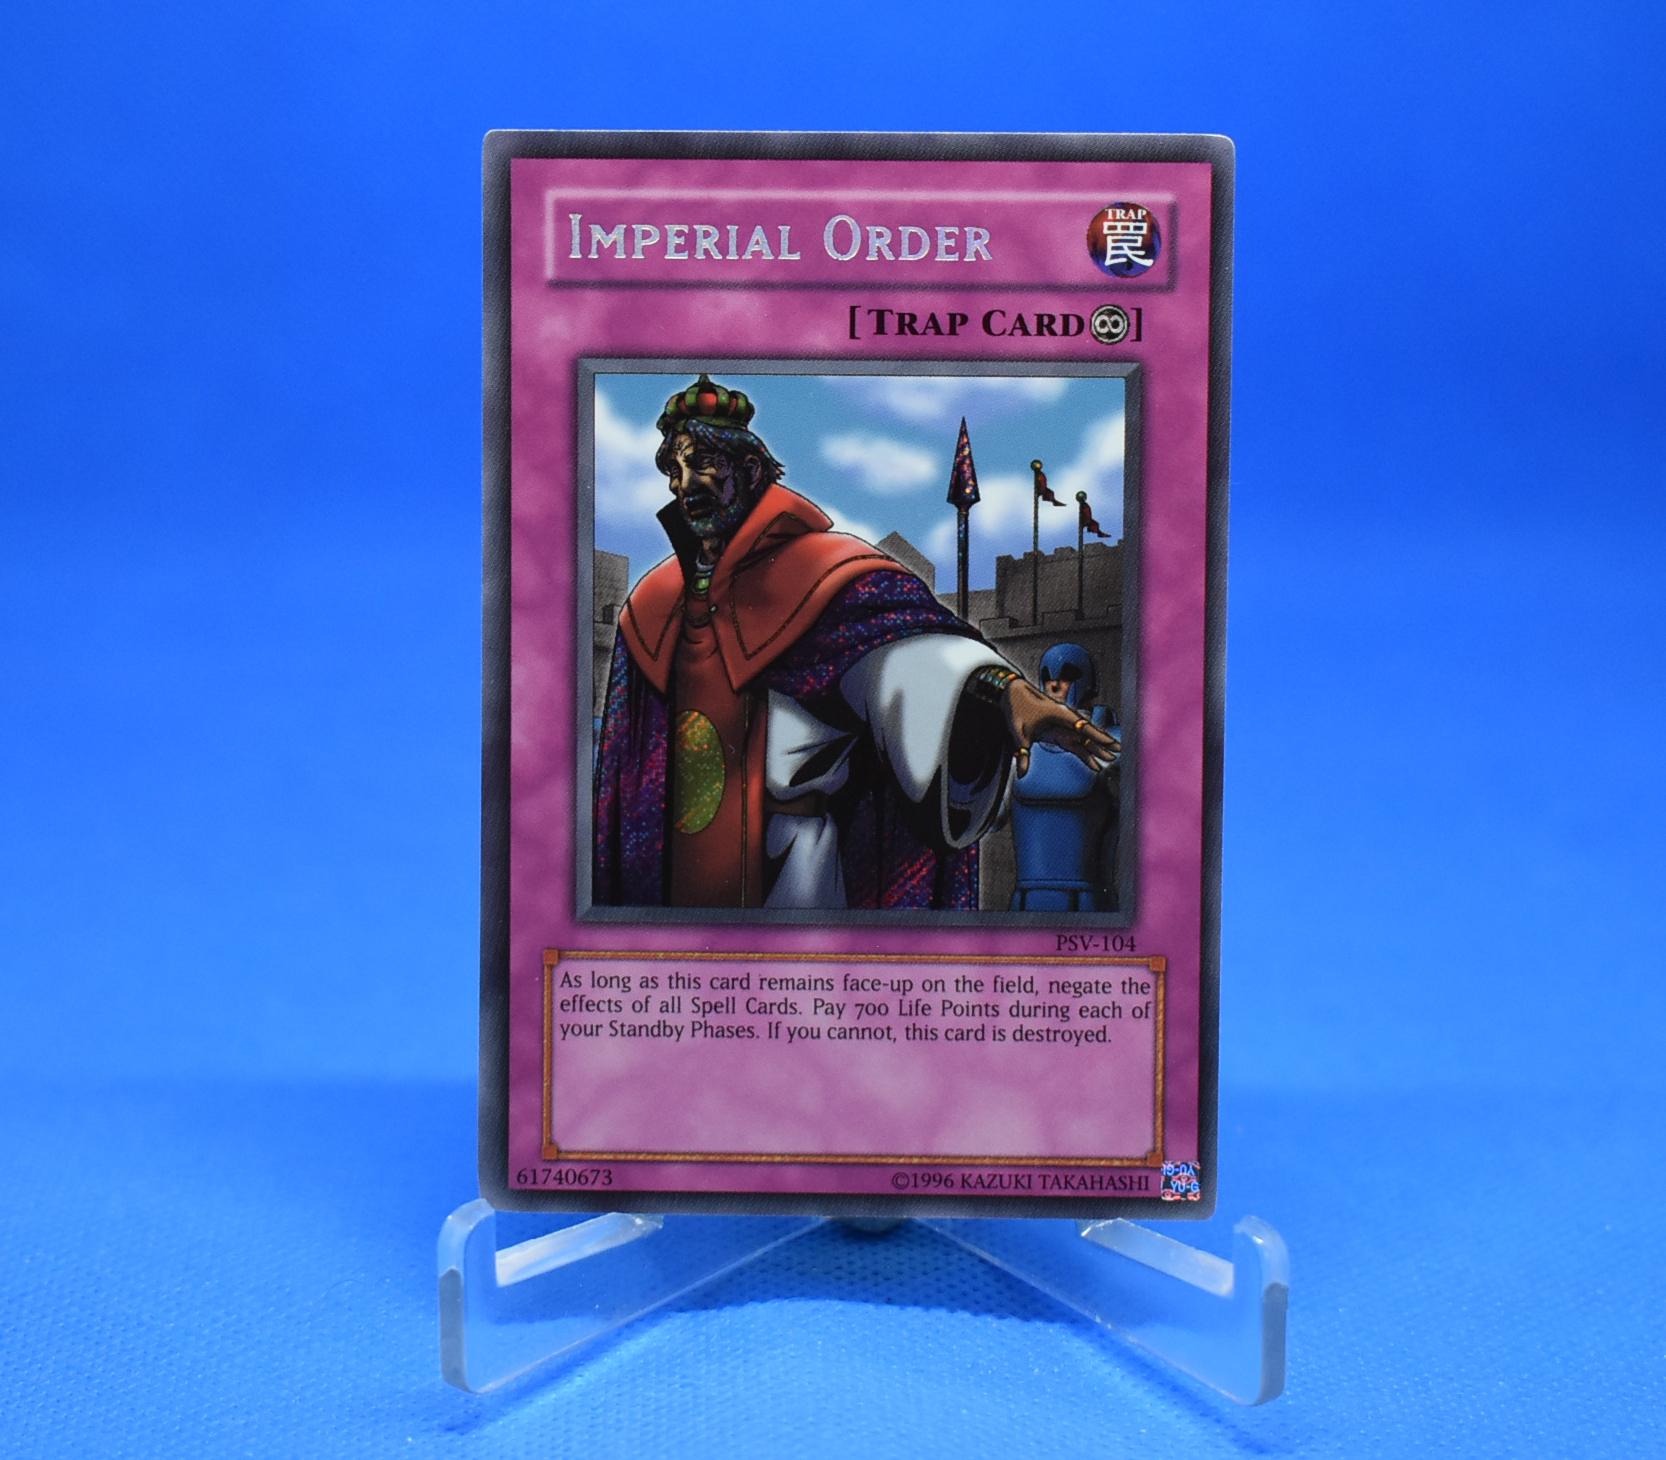 IMPERIAL ORDER
TRAP
罠
[TRAP CARD]
PSV-104
As long as this card remains face-up on the field, negate the
effects of all Spell Cards. Pay 700 Life Points during each of
your Standby Phases. If you cannot, this card is destroyed.
61740673
©1996 KAZUKI TAKAHASHI